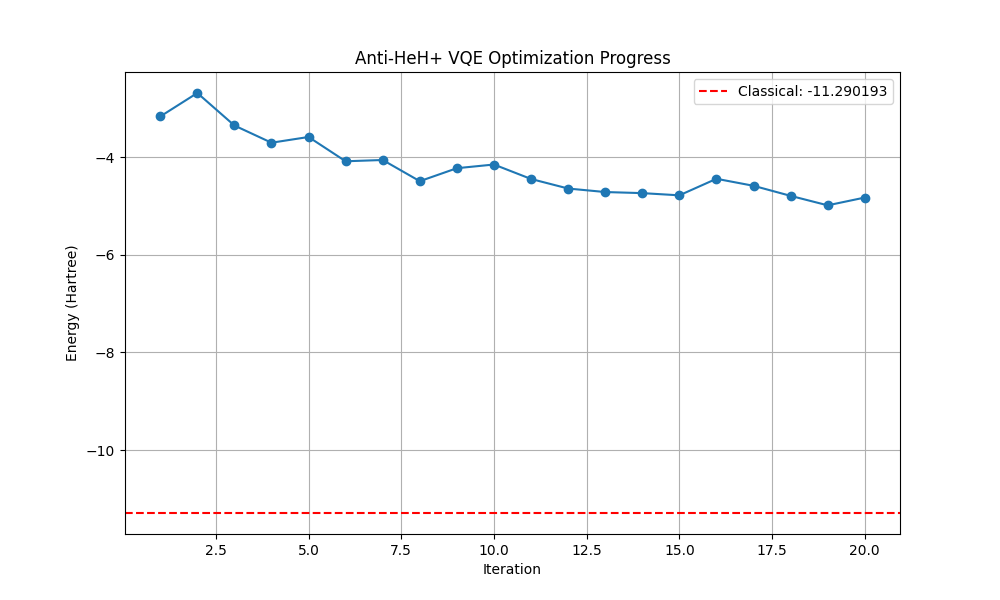 Anti-HeH+ VQE Optimization Progress
Classical: -11.290193
Energy (Hartree)
−4
−6
−8
−10
2.5 5.0 7.5 10.0 12.5 15.0 17.5 20.0
Iteration